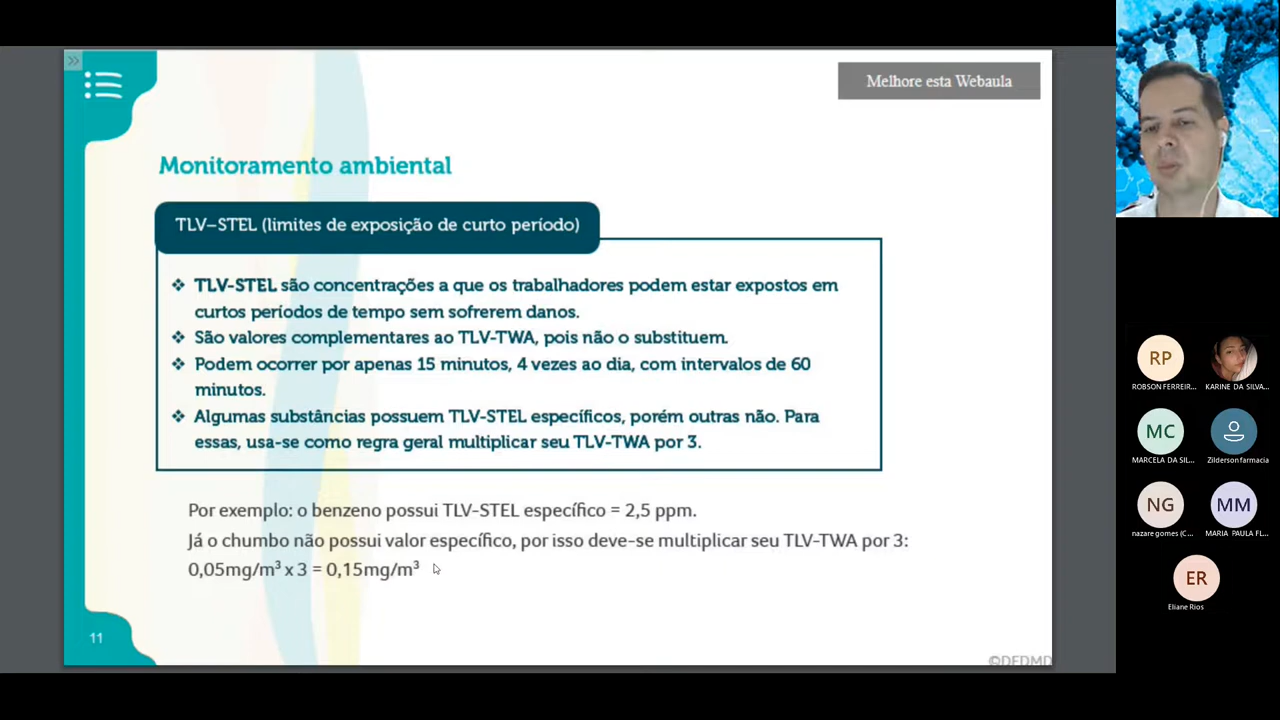 »
Melhore esta Webaula
Monitoramento ambiental
TLV–STEL (limites de exposição de curto período)
❖ TLV-STEL são concentrações a que os trabalhadores podem estar expostos em
curtos períodos de tempo sem sofrerem danos.
❖ São valores complementares ao TLV-TWA, pois não o substituem.
❖ Podem ocorrer por apenas 15 minutos, 4 vezes ao dia, com intervalos de 60
minutos.
❖ Algumas substâncias possuem TLV-STEL específicos, porém outras não. Para
essas, usa-se como regra geral multiplicar seu TLV-TWA por 3.
Por exemplo: o benzeno possui TLV-STEL específico = 2,5 ppm.
Já o chumbo não possui valor específico, por isso deve-se multiplicar seu TLV-TWA por 3:
0,05mg/m³ x 3 = 0,15mg/m³
11
©DEDMD
RP
ROBSON FERREIR...
KARINE DA SILVA...
MC
MARCELA DA SIL...
Zilderson farmacia
NG
nazare gomes (C...
MM
MARIA PAULA FL...
ER
Eliane Rios